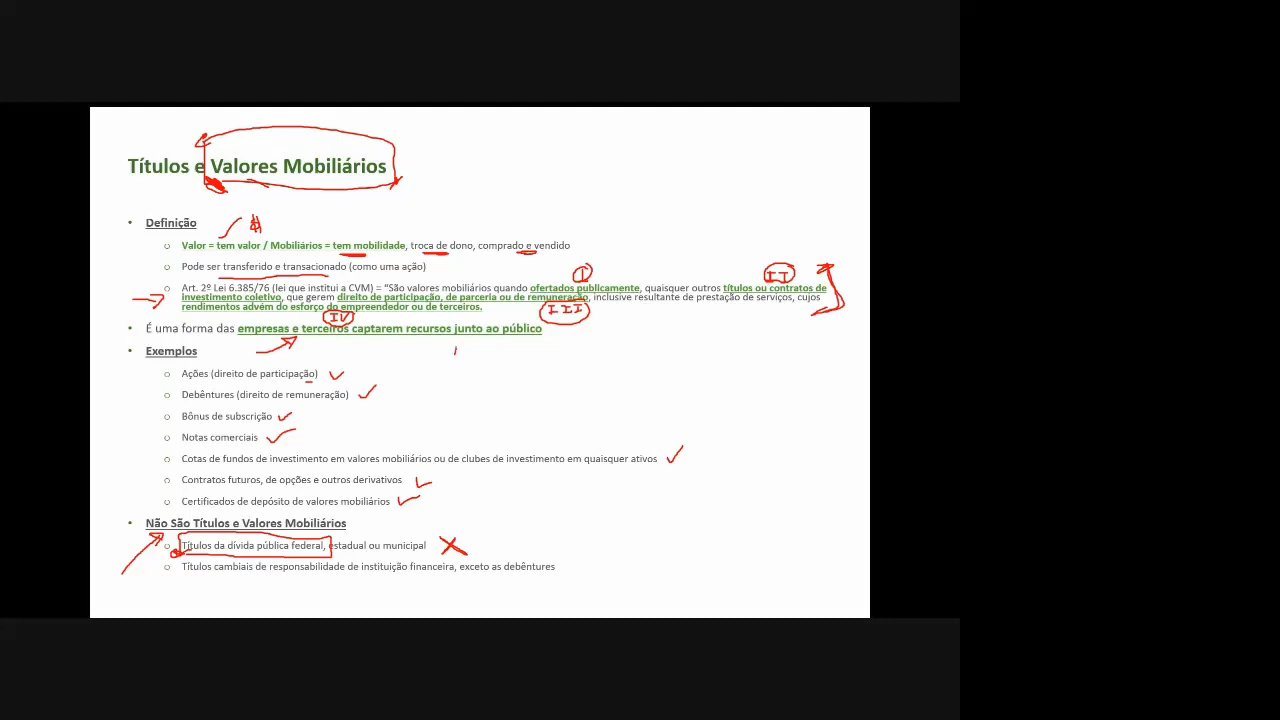 Títulos e Valores Mobiliários
• Definição
$
○ Valor = tem valor / Mobiliários = tem mobilidade, troca de dono, comprado e vendido
○ Pode ser transferido e transacionado (como uma ação)
I II
○ Art. 2º Lei 6.385/76 (lei que institui a CVM) = “São valores mobiliários quando ofertados publicamente, quaisquer outros títulos ou contratos de
investimento coletivo, que gerem direito de participação, de parceria ou de remuneração, inclusive resultante de prestação de serviços, cujos
rendimentos advém do esforço do empreendedor ou de terceiros.
IV III
• É uma forma das empresas e terceiros captarem recursos junto ao público
• Exemplos
○ Ações (direito de participação)
○ Debêntures (direito de remuneração)
○ Bônus de subscrição
○ Notas comerciais
○ Cotas de fundos de investimento em valores mobiliários ou de clubes de investimento em quaisquer ativos
○ Contratos futuros, de opções e outros derivativos
○ Certificados de depósito de valores mobiliários
• Não São Títulos e Valores Mobiliários
○ Títulos da dívida pública federal, estadual ou municipal
○ Títulos cambiais de responsabilidade de instituição financeira, exceto as debêntures